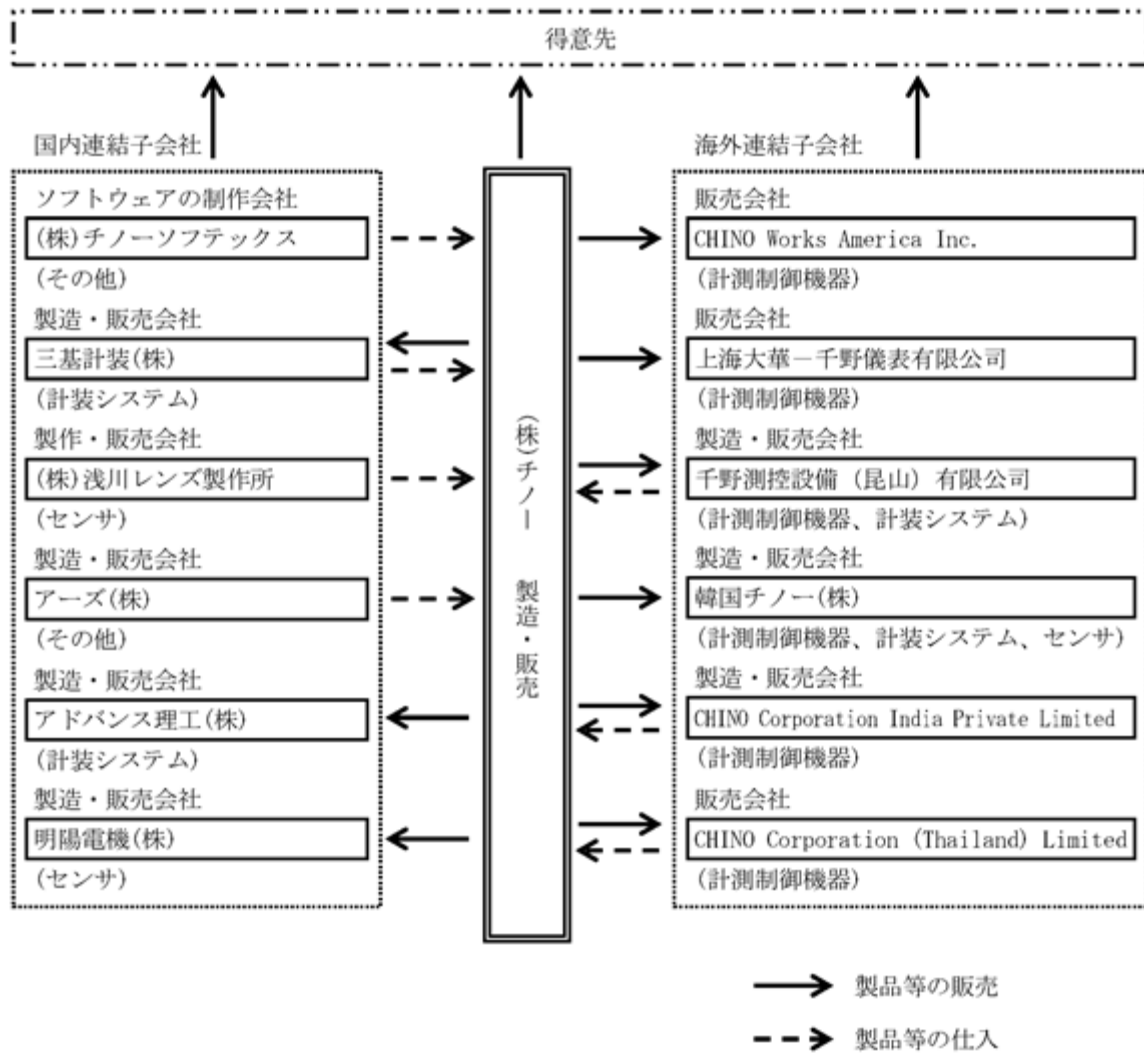 得意先
国内連結子会社
ソフトウェアの制作会社
(株)チノーソフテックス
(その他)
製造・販売会社
三基計装(株)
(計装システム)
製作・販売会社
(株)浅川レンズ製作所
(センサ)
製造・販売会社
アーズ(株)
(その他)
製造・販売会社
アドバンス理工(株)
(計装システム)
製造・販売会社
明陽電機(株)
(センサ)
(株)チノー 製造・販売
海外連結子会社
販売会社
CHINO Works America Inc.
(計測制御機器)
販売会社
上海大華－千野儀表有限公司
(計測制御機器)
製造・販売会社
千野測控設備（昆山）有限公司
(計測制御機器、計装システム)
製造・販売会社
韓国チノー(株)
(計測制御機器、計装システム、センサ)
製造・販売会社
CHINO Corporation India Private Limited
(計測制御機器)
販売会社
CHINO Corporation (Thailand) Limited
(計測制御機器)
製品等の販売
製品等の仕入